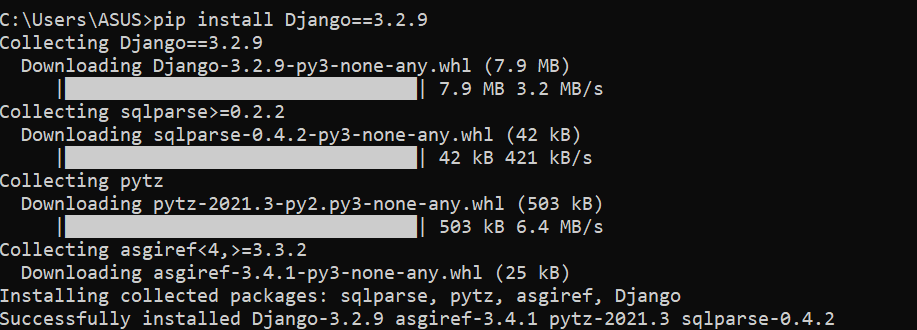 C:\Users\ASUS>pip install Django==3.2.9
Collecting Django==3.2.9
  Downloading Django-3.2.9-py3-none-any.whl (7.9 MB)
     |████████████████████████████████| 7.9 MB 3.2 MB/s
Collecting sqlparse>=0.2.2
  Downloading sqlparse-0.4.2-py3-none-any.whl (42 kB)
     |████████████████████████████████| 42 kB 421 kB/s
Collecting pytz
  Downloading pytz-2021.3-py2.py3-none-any.whl (503 kB)
     |████████████████████████████████| 503 kB 6.4 MB/s
Collecting asgiref<4,>=3.3.2
  Downloading asgiref-3.4.1-py3-none-any.whl (25 kB)
Installing collected packages: sqlparse, pytz, asgiref, Django
Successfully installed Django-3.2.9 asgiref-3.4.1 pytz-2021.3 sqlparse-0.4.2